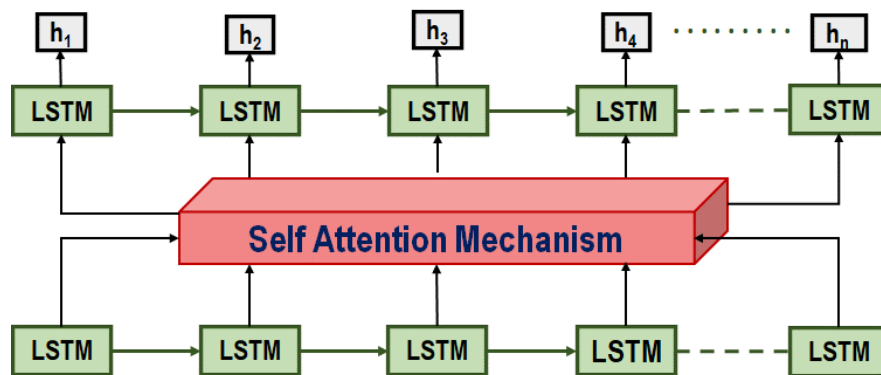 h1 h2 h3 h4 ......... hn
LSTM LSTM LSTM LSTM LSTM
Self Attention Mechanism
LSTM LSTM LSTM LSTM LSTM